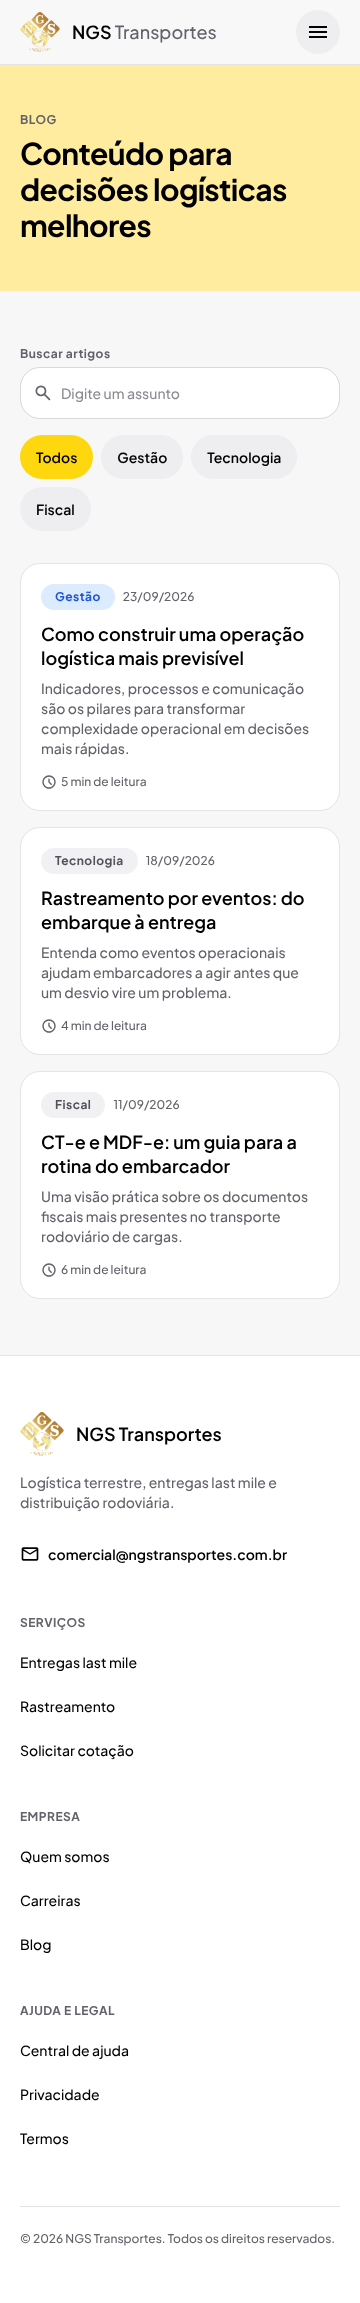 NGS Transportes
BLOG
Conteúdo para
decisões logísticas
melhores
Buscar artigos
Digite um assunto
Todos
Gestão
Tecnologia
Fiscal
Gestão 23/09/2026
Como construir uma operação
logística mais previsível
Indicadores, processos e comunicação
são os pilares para transformar
complexidade operacional em decisões
mais rápidas.
5 min de leitura
Tecnologia 18/09/2026
Rastreamento por eventos: do
embarque à entrega
Entenda como eventos operacionais
ajudam embarcadores a agir antes que
um desvio vire um problema.
4 min de leitura
Fiscal 11/09/2026
CT-e e MDF-e: um guia para a
rotina do embarcador
Uma visão prática sobre os documentos
fiscais mais presentes no transporte
rodoviário de cargas.
6 min de leitura
NGS Transportes
Logística terrestre, entregas last mile e
distribuição rodoviária.
comercial@ngstransportes.com.br
SERVIÇOS
Entregas last mile
Rastreamento
Solicitar cotação
EMPRESA
Quem somos
Carreiras
Blog
AJUDA E LEGAL
Central de ajuda
Privacidade
Termos
© 2026 NGS Transportes. Todos os direitos reservados.